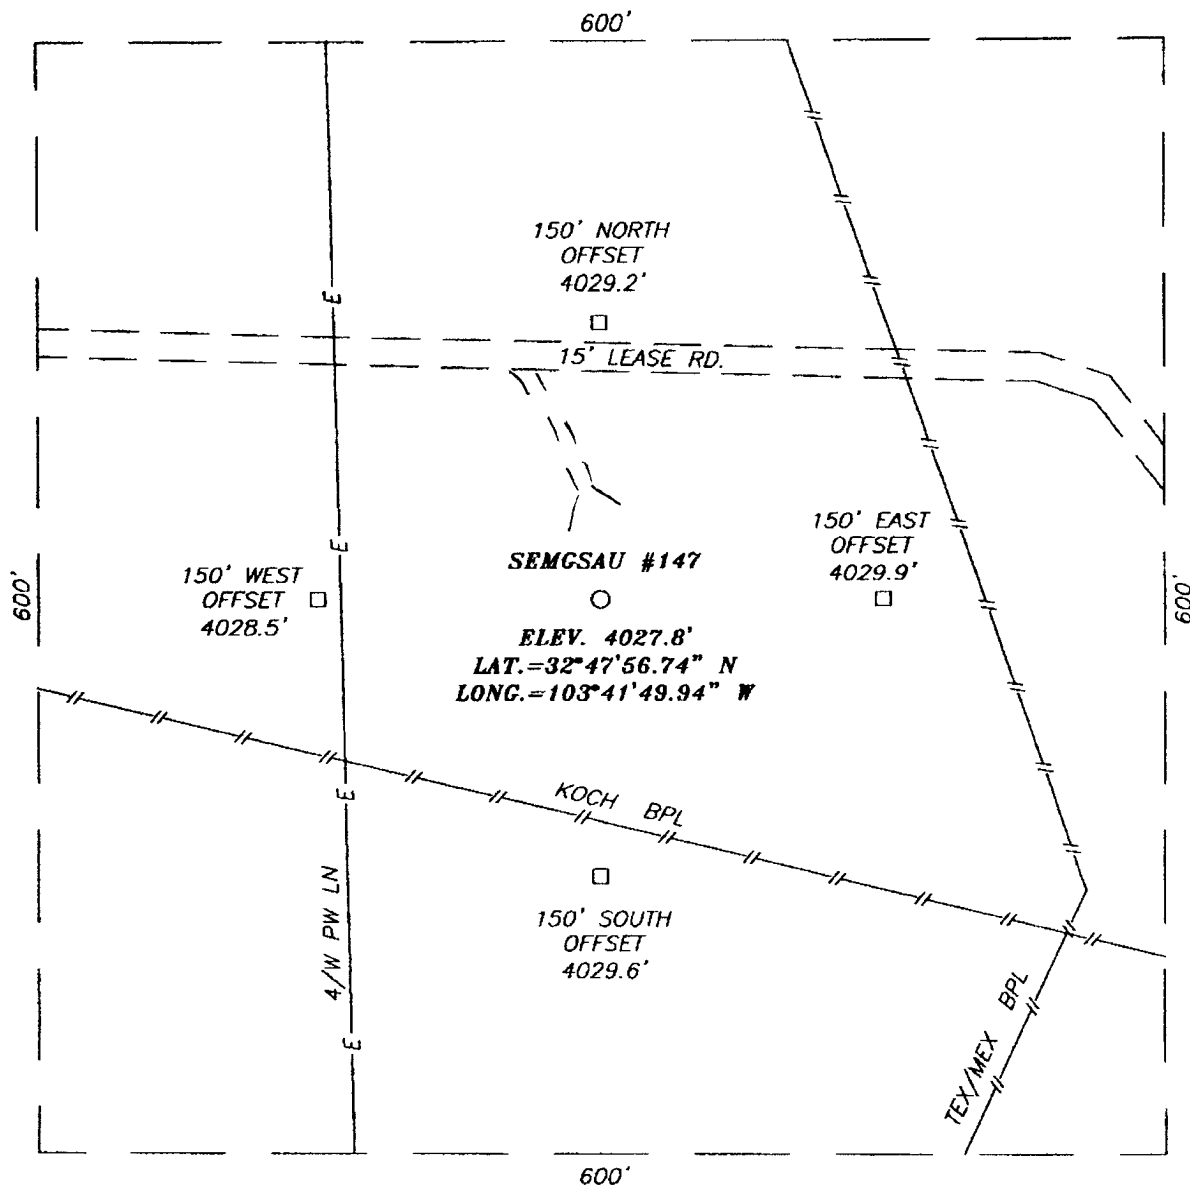 600'
150' NORTH
OFFSET
4029.2'
E
15' LEASE RD.
E
150' EAST
OFFSET
4029.9'
SEMGSAU #147
150' WEST
OFFSET
4028.5'
600'
600'
ELEV. 4027.8'
LAT.=32°47'56.74" N
LONG.=103°41'49.94" W
E
KOCH BPL
4/W PW LN
150' SOUTH
OFFSET
4029.6'
E
TEX/MEX BPL
600'